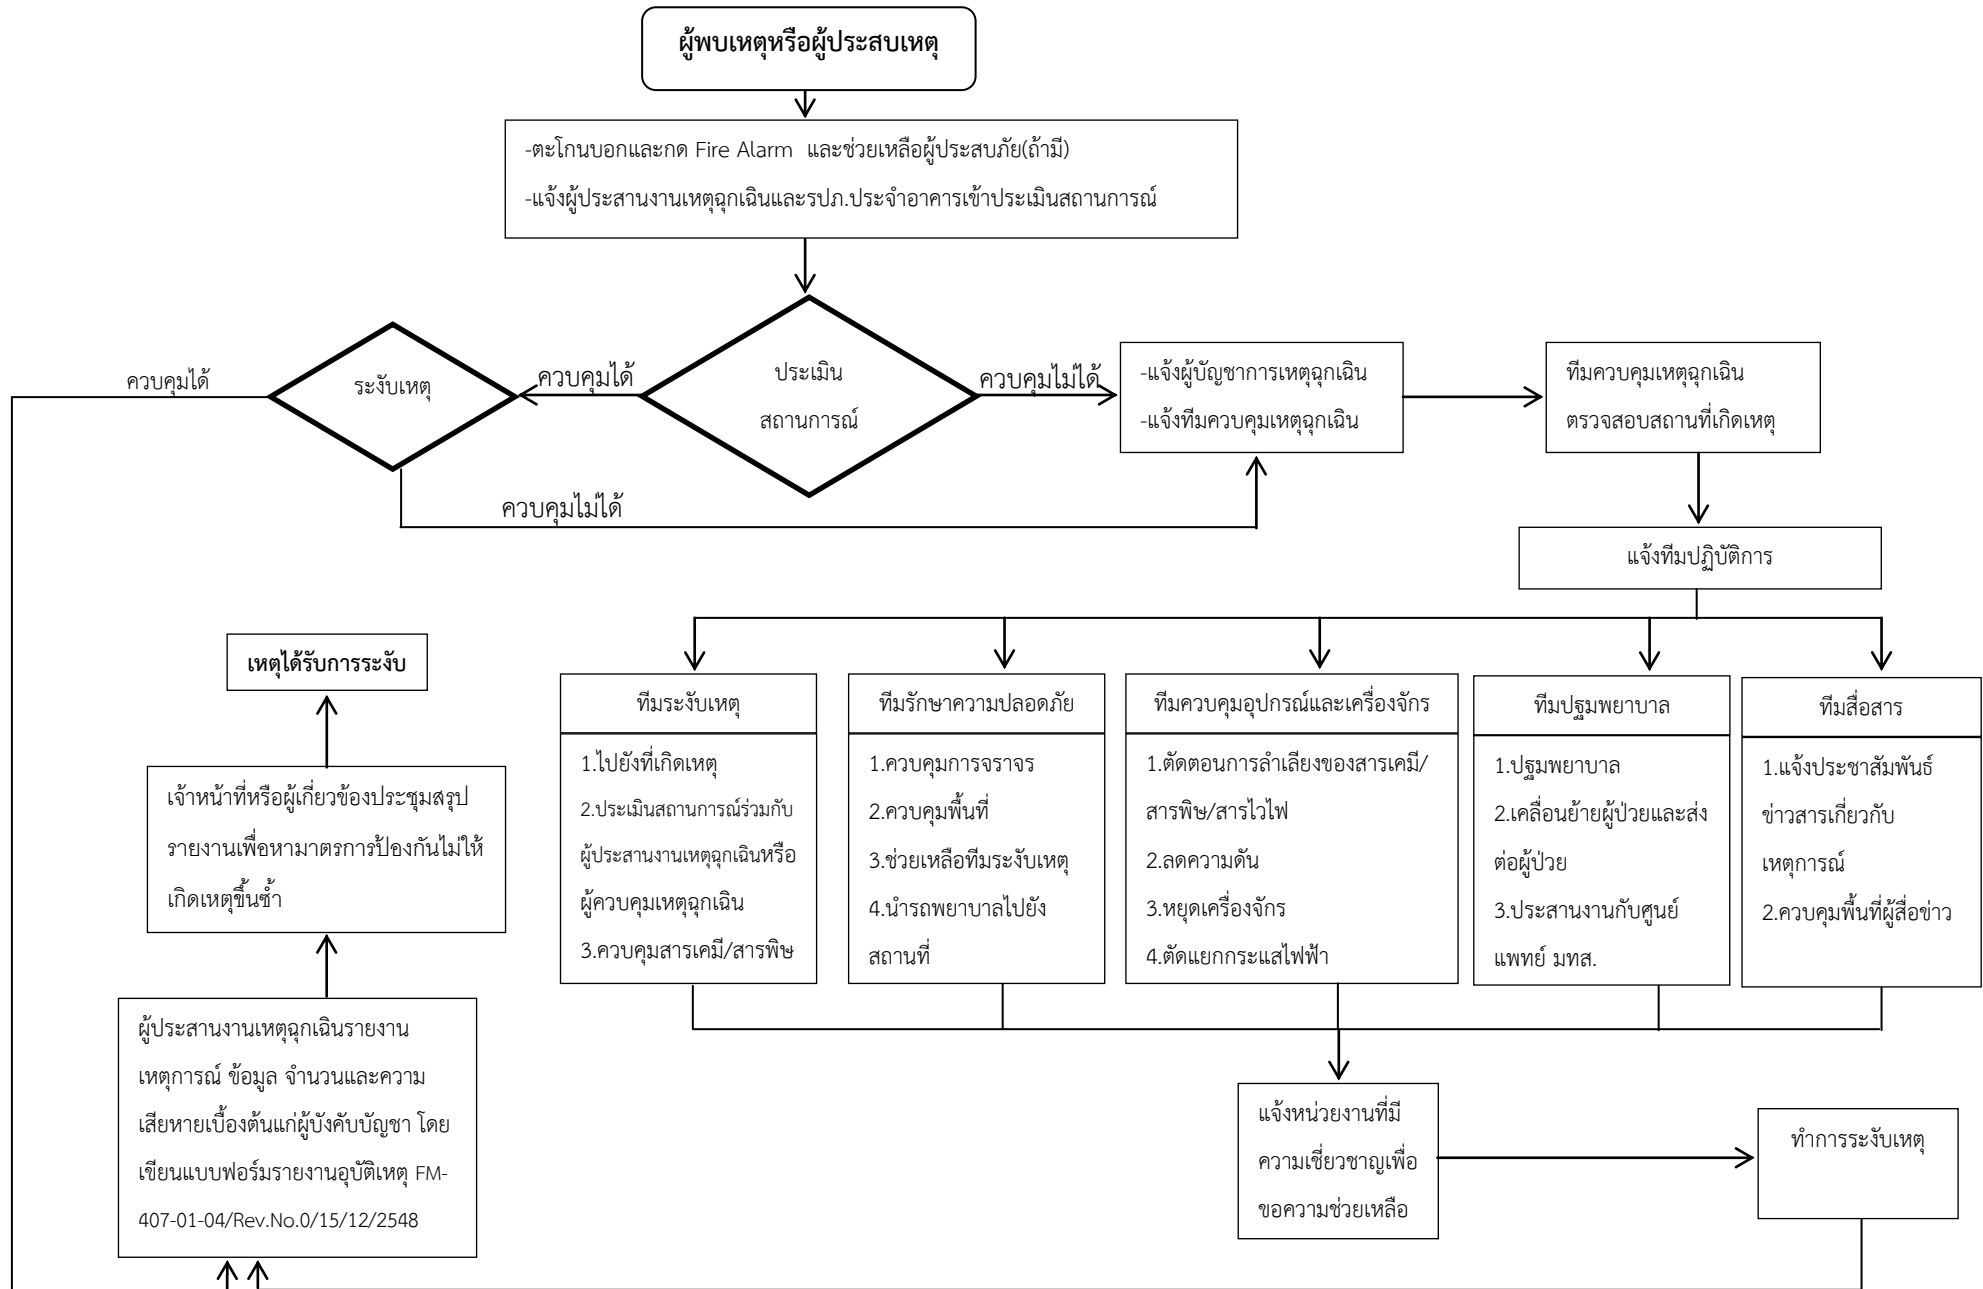 ผู้พบเหตุหรือผู้ประสบเหตุ
-ตะโกนบอกและกด Fire Alarm และช่วยเหลือผู้ประสบภัย(ถ้ามี)
-แจ้งผู้ประสานงานเหตุฉุกเฉินและรปภ.ประจำอาคารเข้าประเมินสถานการณ์
ควบคุมได้
ระงับเหตุ
ควบคุมได้
ประเมิน
สถานการณ์
ควบคุมไม่ได้
-แจ้งผู้บัญชาการเหตุฉุกเฉิน
-แจ้งทีมควบคุมเหตุฉุกเฉิน
ทีมควบคุมเหตุฉุกเฉิน
ตรวจสอบสถานที่เกิดเหตุ
ควบคุมไม่ได้
แจ้งทีมปฏิบัติการ
เหตุได้รับการระงับ
ทีมระงับเหตุ
1.ไปยังที่เกิดเหตุ
2.ประเมินสถานการณ์ร่วมกับ
ผู้ประสานงานเหตุฉุกเฉินหรือ
ผู้ควบคุมเหตุฉุกเฉิน
3.ควบคุมสารเคมี/สารพิษ
ทีมรักษาความปลอดภัย
1.ควบคุมการจราจร
2.ควบคุมพื้นที่
3.ช่วยเหลือทีมระงับเหตุ
4.นำรถพยาบาลไปยัง
สถานที่
ทีมควบคุมอุปกรณ์และเครื่องจักร
1.ตัดตอนการลำเลียงของสารเคมี/
สารพิษ/สารไวไฟ
2.ลดความดัน
3.หยุดเครื่องจักร
4.ตัดแยกกระแสไฟฟ้า
ทีมปฐมพยาบาล
1.ปฐมพยาบาล
2.เคลื่อนย้ายผู้ป่วยและส่ง
ต่อผู้ป่วย
3.ประสานงานกับศูนย์
แพทย์ มทส.
ทีมสื่อสาร
1.แจ้งประชาสัมพันธ์
ข่าวสารเกี่ยวกับ
เหตุการณ์
2.ควบคุมพื้นที่ผู้สื่อข่าว
เจ้าหน้าที่หรือผู้เกี่ยวข้องประชุมสรุป
รายงานเพื่อหามาตรการป้องกันไม่ให้
เกิดเหตุขึ้นซ้ำ
ผู้ประสานงานเหตุฉุกเฉินรายงาน
เหตุการณ์ ข้อมูล จำนวนและความ
เสียหายเบื้องต้นแก่ผู้บังคับบัญชา โดย
เขียนแบบฟอร์มรายงานอุบัติเหตุ FM-
407-01-04/Rev.No.0/15/12/2548
แจ้งหน่วยงานที่มี
ความเชี่ยวชาญเพื่อ
ขอความช่วยเหลือ
ทำการระงับเหตุ